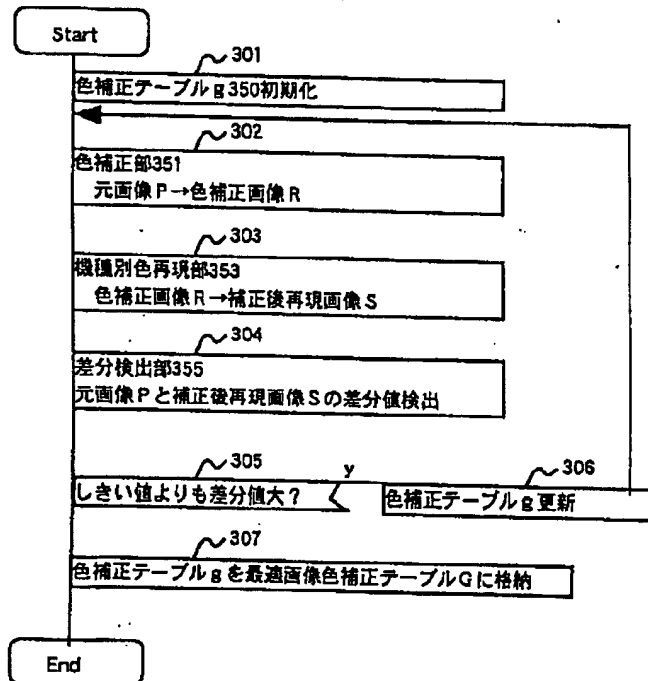 Start
301
色補正テーブルg350初期化
302
色補正部351
元画像P→色補正画像R
303
機種別色再現部353
色補正画像R→補正後再現画像S
304
差分検出部355
元画像Pと補正後再現画像Sの差分値検出
305
しきい値よりも差分値大?
y
306
色補正テーブルg更新
307
色補正テーブルgを最適画像色補正テーブルGに格納
End